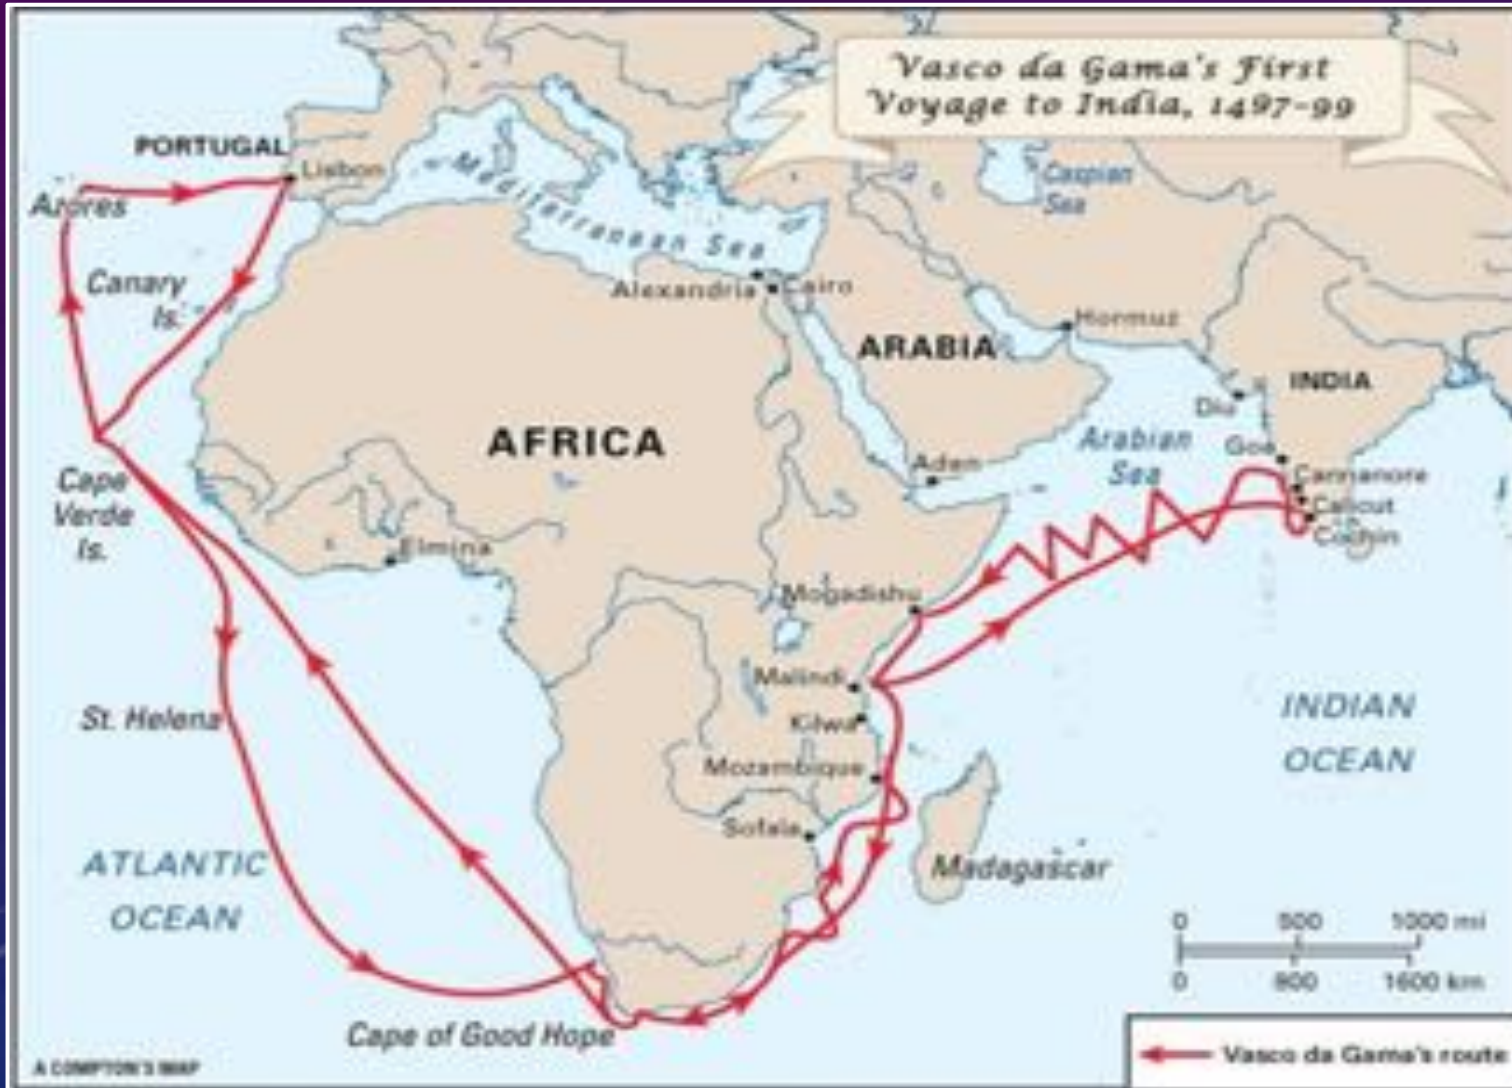 Vasco da Gama's First
Voyage to India, 1497-99
PORTUGAL
Lisbon
Azores
Mediterranean Sea
Caspian
Sea
Canary
Is.
Alexandria
Cairo
Hormuz
ARABIA
INDIA
Diu
AFRICA
Arabian
Sea
Goa
Aden
Cannanore
Calicut
Cochin
Cape
Verde
Is.
Elmina
Mogadishu
Malindi
St. Helena
Kilwa
INDIAN
OCEAN
Mozambique
Sofala
Madagascar
ATLANTIC
OCEAN
0 500 1000 mi
0 800 1600 km
Cape of Good Hope
A COMPTON'S MAP
Vasco da Gama's route